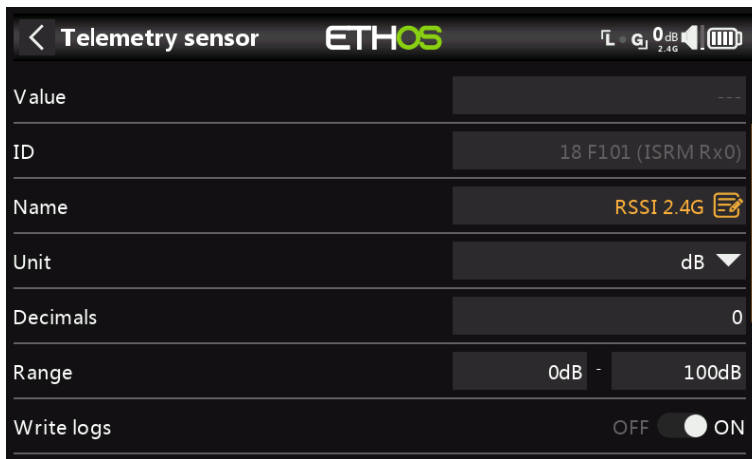 Telemetry sensor ETHOS L G 0 dB 2.4G
Value ---
ID 18 F101 (ISRM Rx0)
Name RSSI 2.4G
Unit dB
Decimals 0
Range 0dB - 100dB
Write logs OFF ON